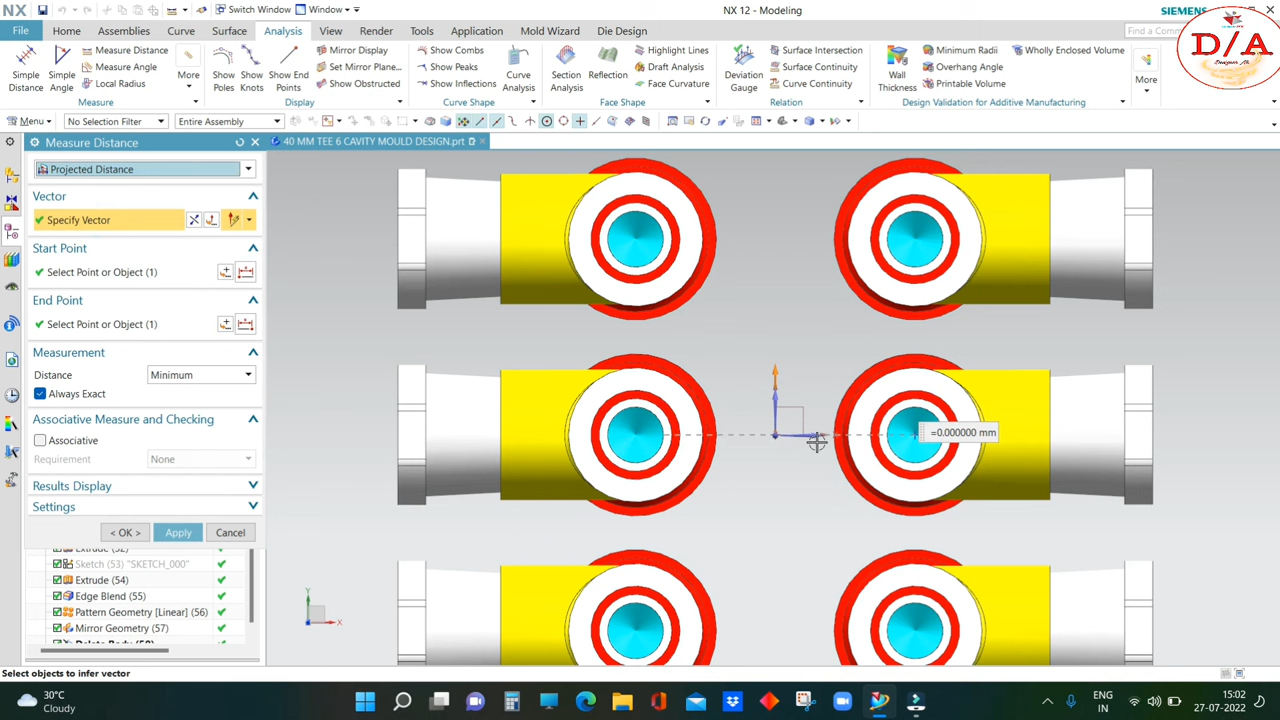 NX
Switch Window
Window
NX 12 - Modeling
SIEMENS
File
Home
Assemblies
Curve
Surface
Analysis
View
Render
Tools
Application
Mold Wizard
Die Design
Find a Comm
Simple Distance
Simple Angle
Measure Distance
Measure Angle
Local Radius
More
Measure
Show Poles
Show Knots
Show End Points
Mirror Display
Set Mirror Plane...
Show Obstructed
Display
Show Combs
Show Peaks
Show Inflections
Curve Analysis
Curve Shape
Section Analysis
Reflection
Highlight Lines
Draft Analysis
Face Curvature
Face Shape
Deviation Gauge
Surface Intersection
Surface Continuity
Curve Continuity
Relation
Wall Thickness
Minimum Radii
Overhang Angle
Printable Volume
Wholly Enclosed Volume
Design Validation for Additive Manufacturing
More
D/A
Menu
No Selection Filter
Entire Assembly
Measure Distance
40 MM TEE 6 CAVITY MOULD DESIGN.prt
Projected Distance
Vector
Specify Vector
Start Point
Select Point or Object (1)
End Point
Select Point or Object (1)
Measurement
Distance
Minimum
Always Exact
Associative Measure and Checking
Associative
Requirement
None
Results Display
Settings
< OK >
Apply
Cancel
=0.000000 mm
Extrude (52)
Sketch (53) "SKETCH_000"
Extrude (54)
Edge Blend (55)
Pattern Geometry [Linear] (56)
Mirror Geometry (57)
Y
X
Select objects to infer vector
30°C
Cloudy
ENG
IN
15:02
27-07-2022